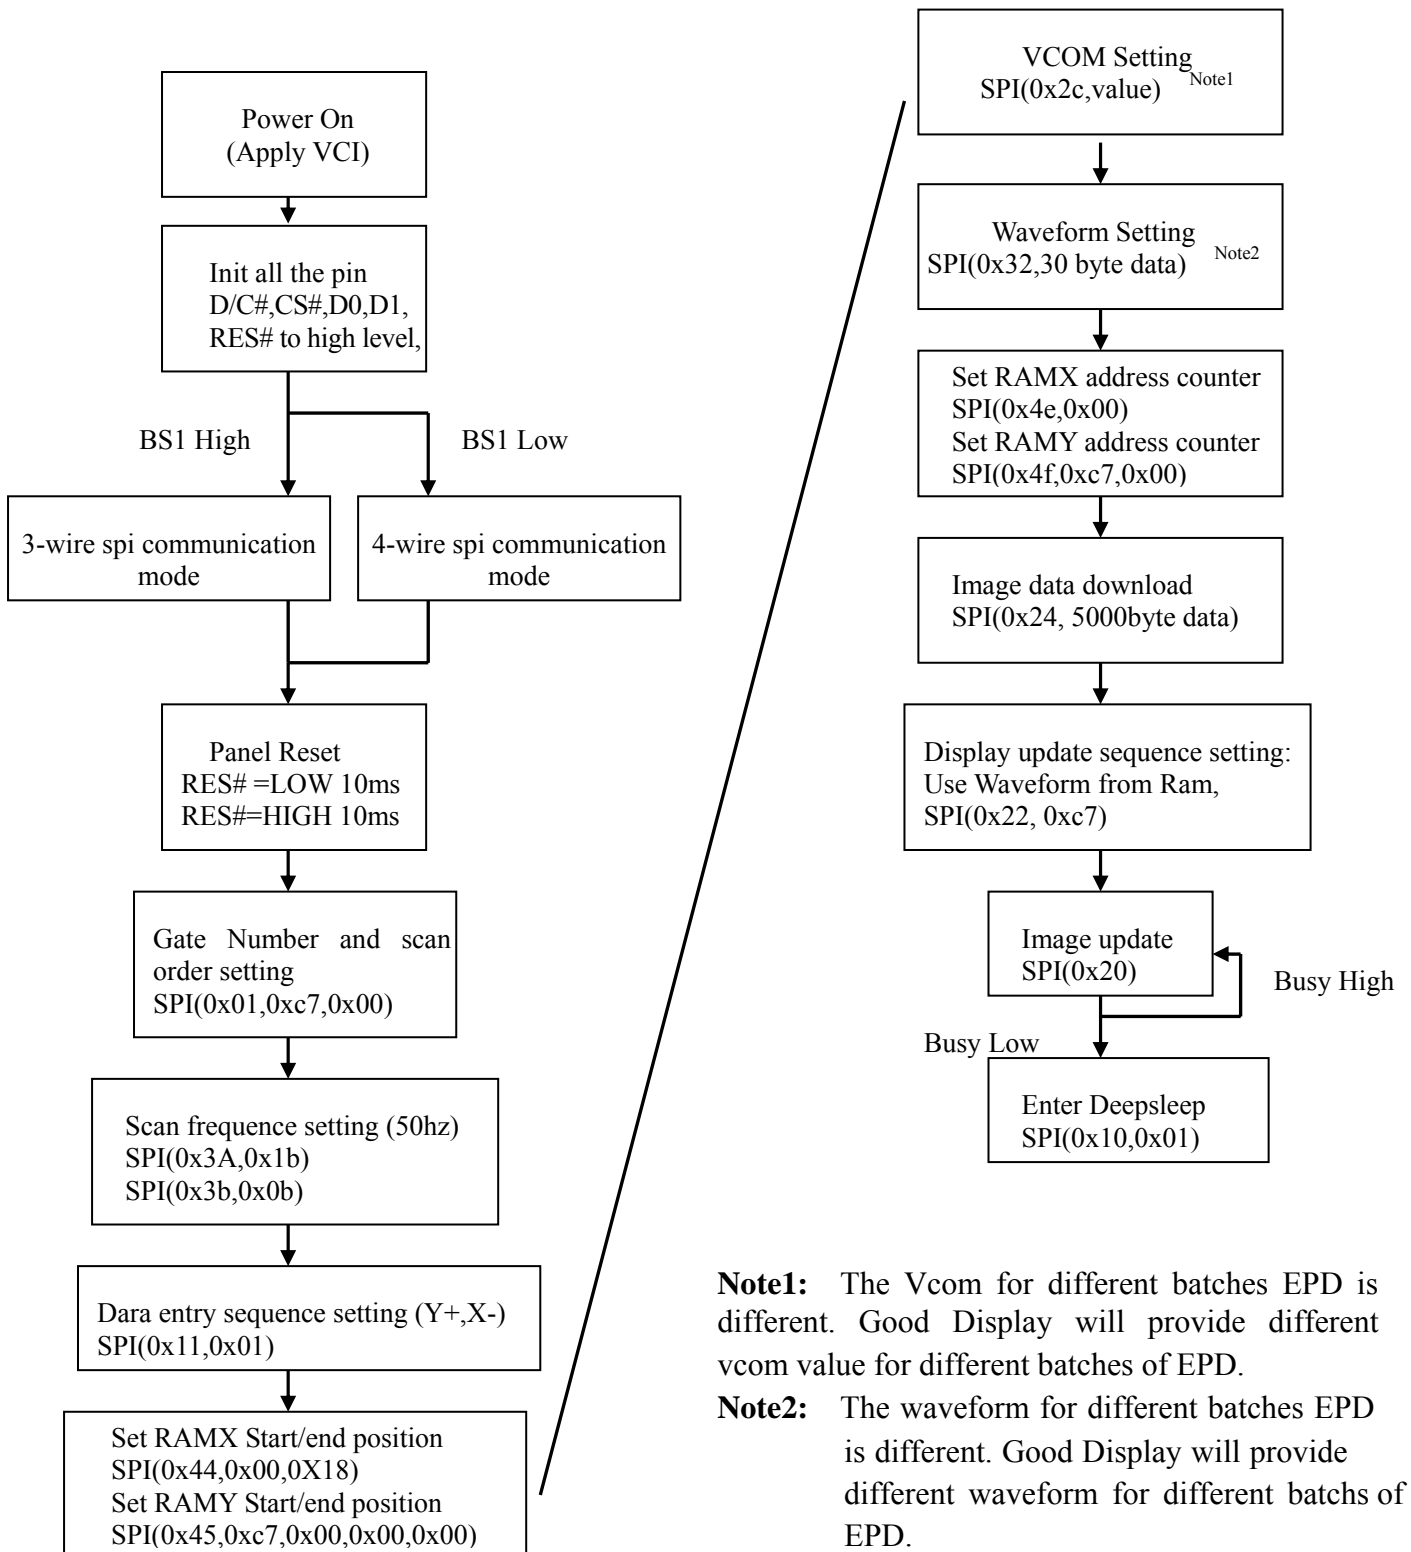 Power On
(Apply VCI)
Init all the pin
D/C#,CS#,D0,D1,
RES# to high level,
BS1 High
BS1 Low
3-wire spi communication
mode
4-wire spi communication
mode
Panel Reset
RES# =LOW 10ms
RES#=HIGH 10ms
Gate Number and scan
order setting
SPI(0x01,0xc7,0x00)
Scan frequence setting (50hz)
SPI(0x3A,0x1b)
SPI(0x3b,0x0b)
Dara entry sequence setting (Y+,X-)
SPI(0x11,0x01)
Set RAMX Start/end position
SPI(0x44,0x00,0X18)
Set RAMY Start/end position
SPI(0x45,0xc7,0x00,0x00,0x00)
VCOM Setting
SPI(0x2c,value) Note1
Waveform Setting
SPI(0x32,30 byte data) Note2
Set RAMX address counter
SPI(0x4e,0x00)
Set RAMY address counter
SPI(0x4f,0xc7,0x00)
Image data download
SPI(0x24, 5000byte data)
Display update sequence setting:
Use Waveform from Ram,
SPI(0x22, 0xc7)
Image update
SPI(0x20)
Busy High
Busy Low
Enter Deepsleep
SPI(0x10,0x01)
Note1: The Vcom for different batches EPD is
different. Good Display will provide different
vcom value for different batches of EPD.
Note2: The waveform for different batches EPD
is different. Good Display will provide
different waveform for different batchs of
EPD.